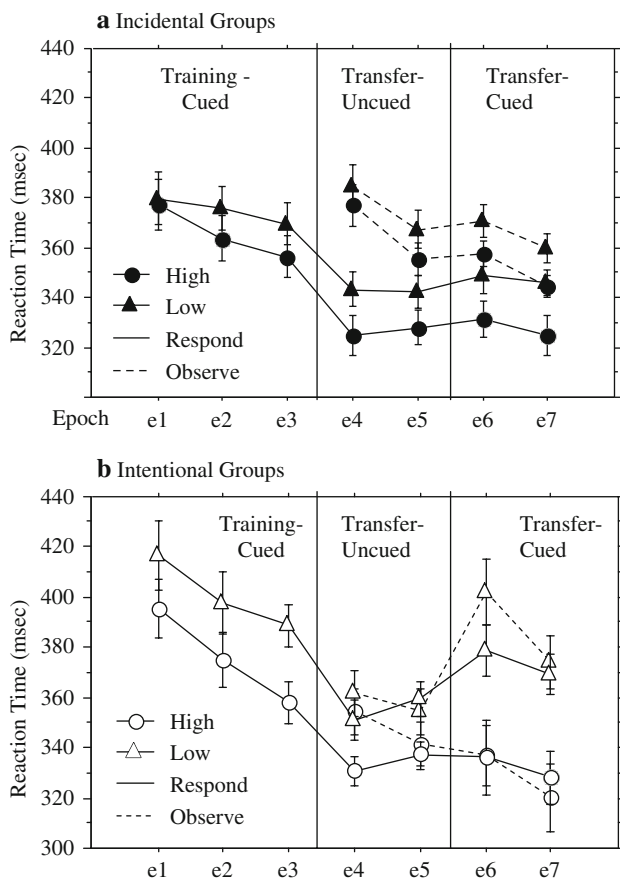 a Incidental Groups
Reaction Time (msec)
440
420
400
380
360
340
320
Training - Cued
Transfer- Uncued
Transfer- Cued
High
Low
Respond
Observe
Epoch e1 e2 e3 e4 e5 e6 e7
b Intentional Groups
Reaction Time (msec)
440
420
400
380
360
340
320
300
Training- Cued
Transfer- Uncued
Transfer- Cued
High
Low
Respond
Observe
e1 e2 e3 e4 e5 e6 e7